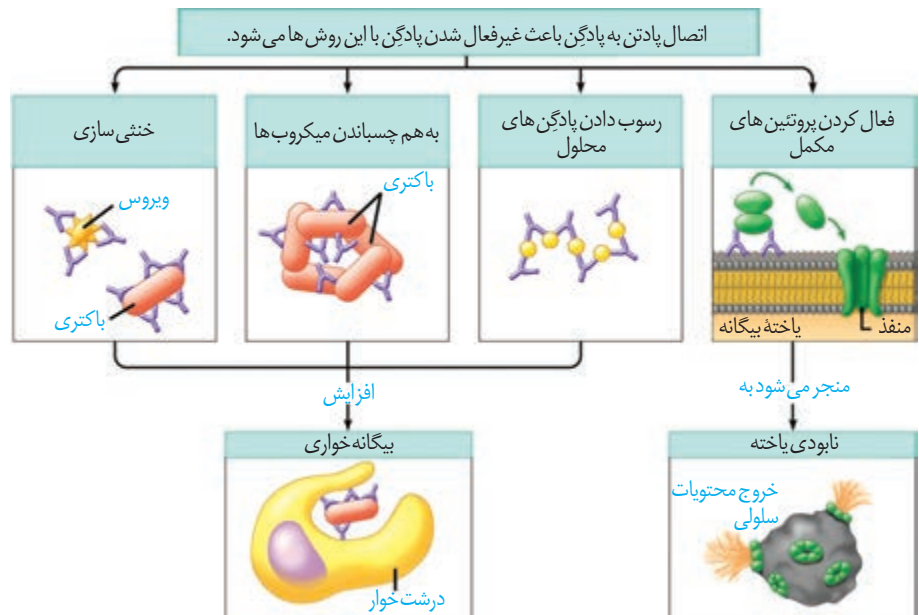 اتصال پادتن به پادگِن باعث غیرفعال شدن پادگِن با این روش ها می شود.
فعال کردن پروتئین های
مکمل
رسوب دادن پادگِن های
محلول
به هم چسباندن میکروب ها
خنثی سازی
منفذ
یاختهٔ بیگانه
باکتری
ویروس
باکتری
منجر می شود به
افزایش
نابودی یاخته
خروج محتویات
سلولی
بیگانه خواری
درشت خوار